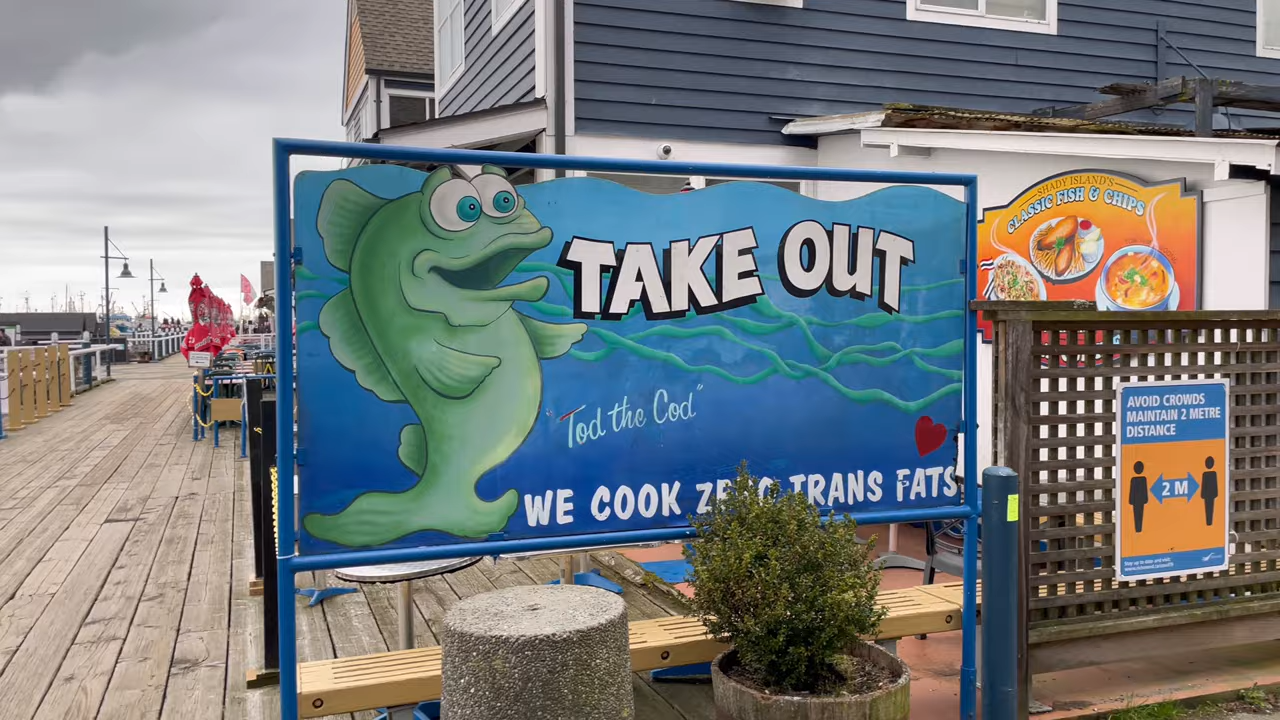 TAKE OUT
Tod the Cod"
WE COOK ZERO TRANS FATS
SHADY ISLAND'S
CLASSIC FISH & CHIPS
AVOID CROWDS
MAINTAIN 2 METRE
DISTANCE
2 M